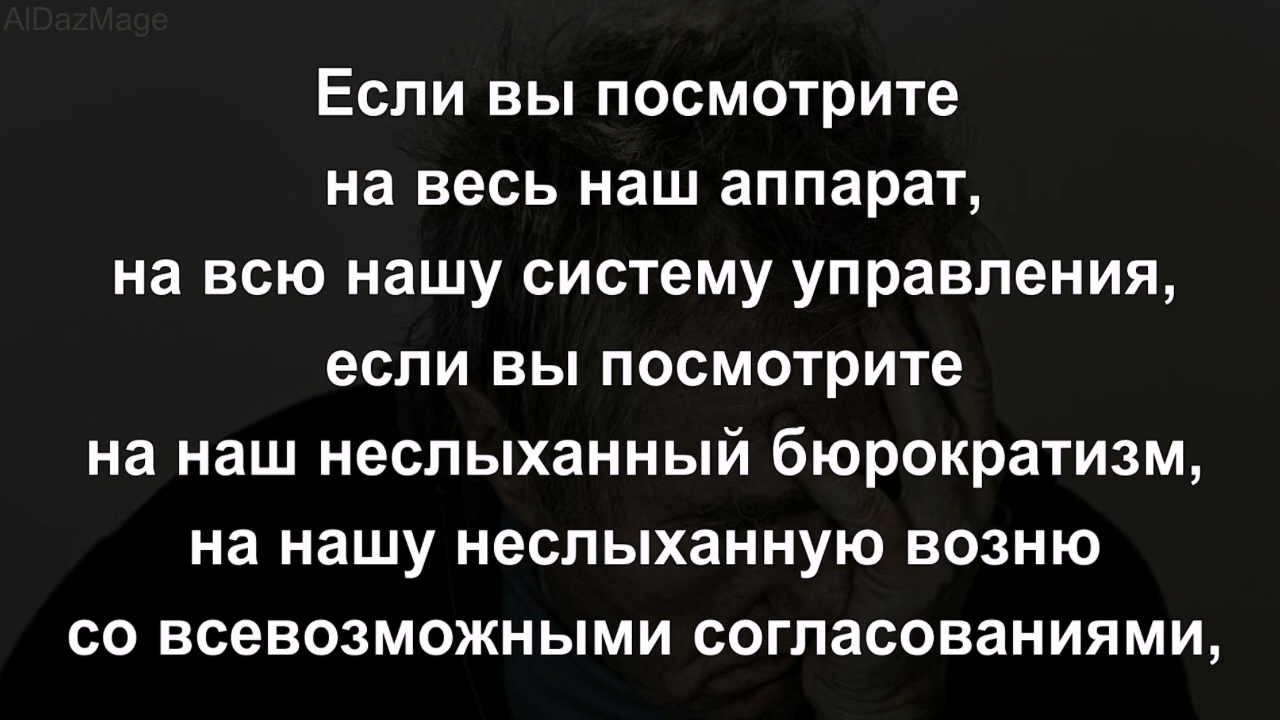 AlDazMage
Если вы посмотрите
на весь наш аппарат,
на всю нашу систему управления,
если вы посмотрите
на наш неслыханный бюрократизм,
на нашу неслыханную возню
со всевозможными согласованиями,